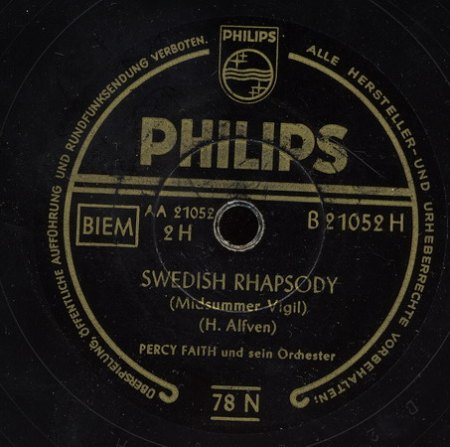 ALLE HERSTELLER- UND URHEBERRECHTE VORBEHALTEN:
ÜBERSPIELUNG, ÖFFENTLICHE AUFFÜHRUNG UND RUNDFUNKSENDUNG VERBOTEN.
PHILIPS
PHILIPS
BIEM
AA 21052
2 H
B 21052 H
SWEDISH RHAPSODY
(Midsummer Vigil)
(H. Alfven)
PERCY FAITH und sein Orchester
78 N